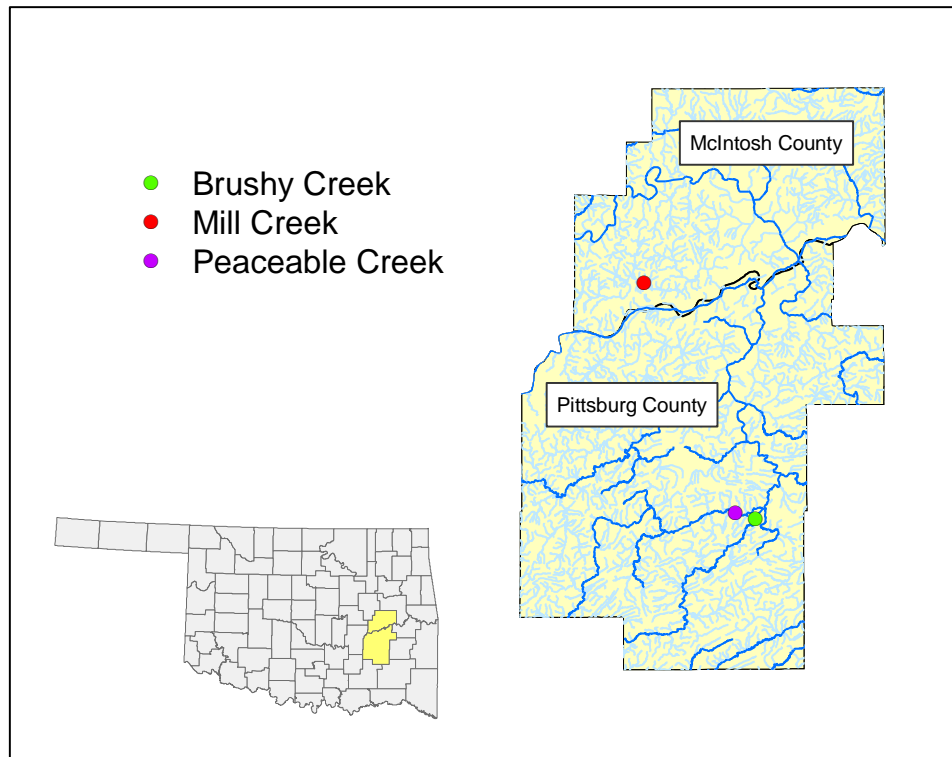 McIntosh County
Brushy Creek
Mill Creek
Peaceable Creek
Pittsburg County